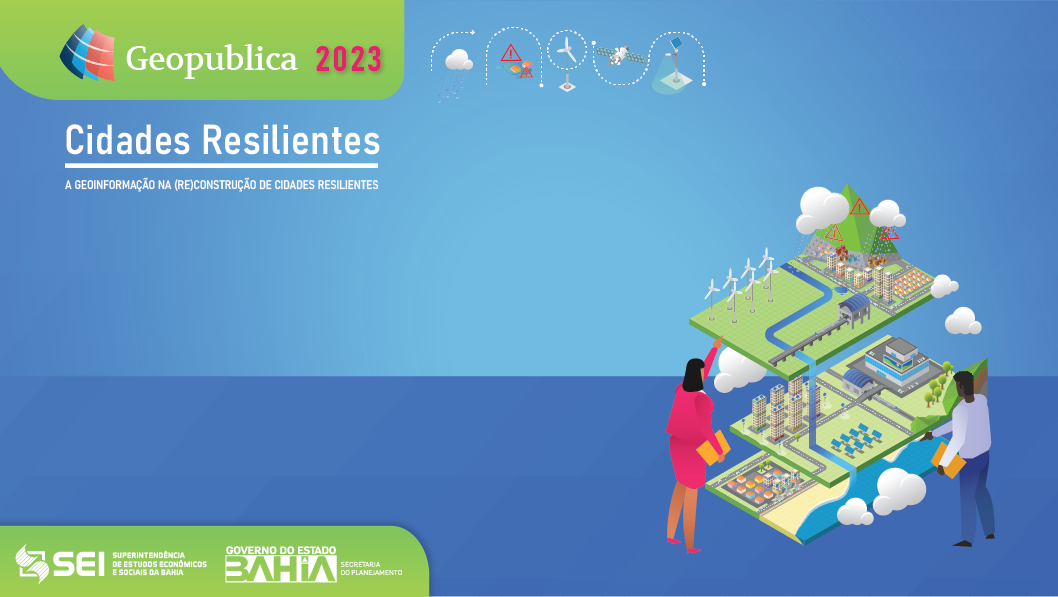 Geopublica 2023
Cidades Resilientes
A GEOINFORMAÇÃO NA (RE)CONSTRUÇÃO DE CIDADES RESILIENTES
SEI
SUPERINTENDÊNCIA
DE ESTUDOS ECONÔMICOS
E SOCIAIS DA BAHIA
GOVERNO DO ESTADO
BAHIA
SECRETARIA
DO PLANEJAMENTO